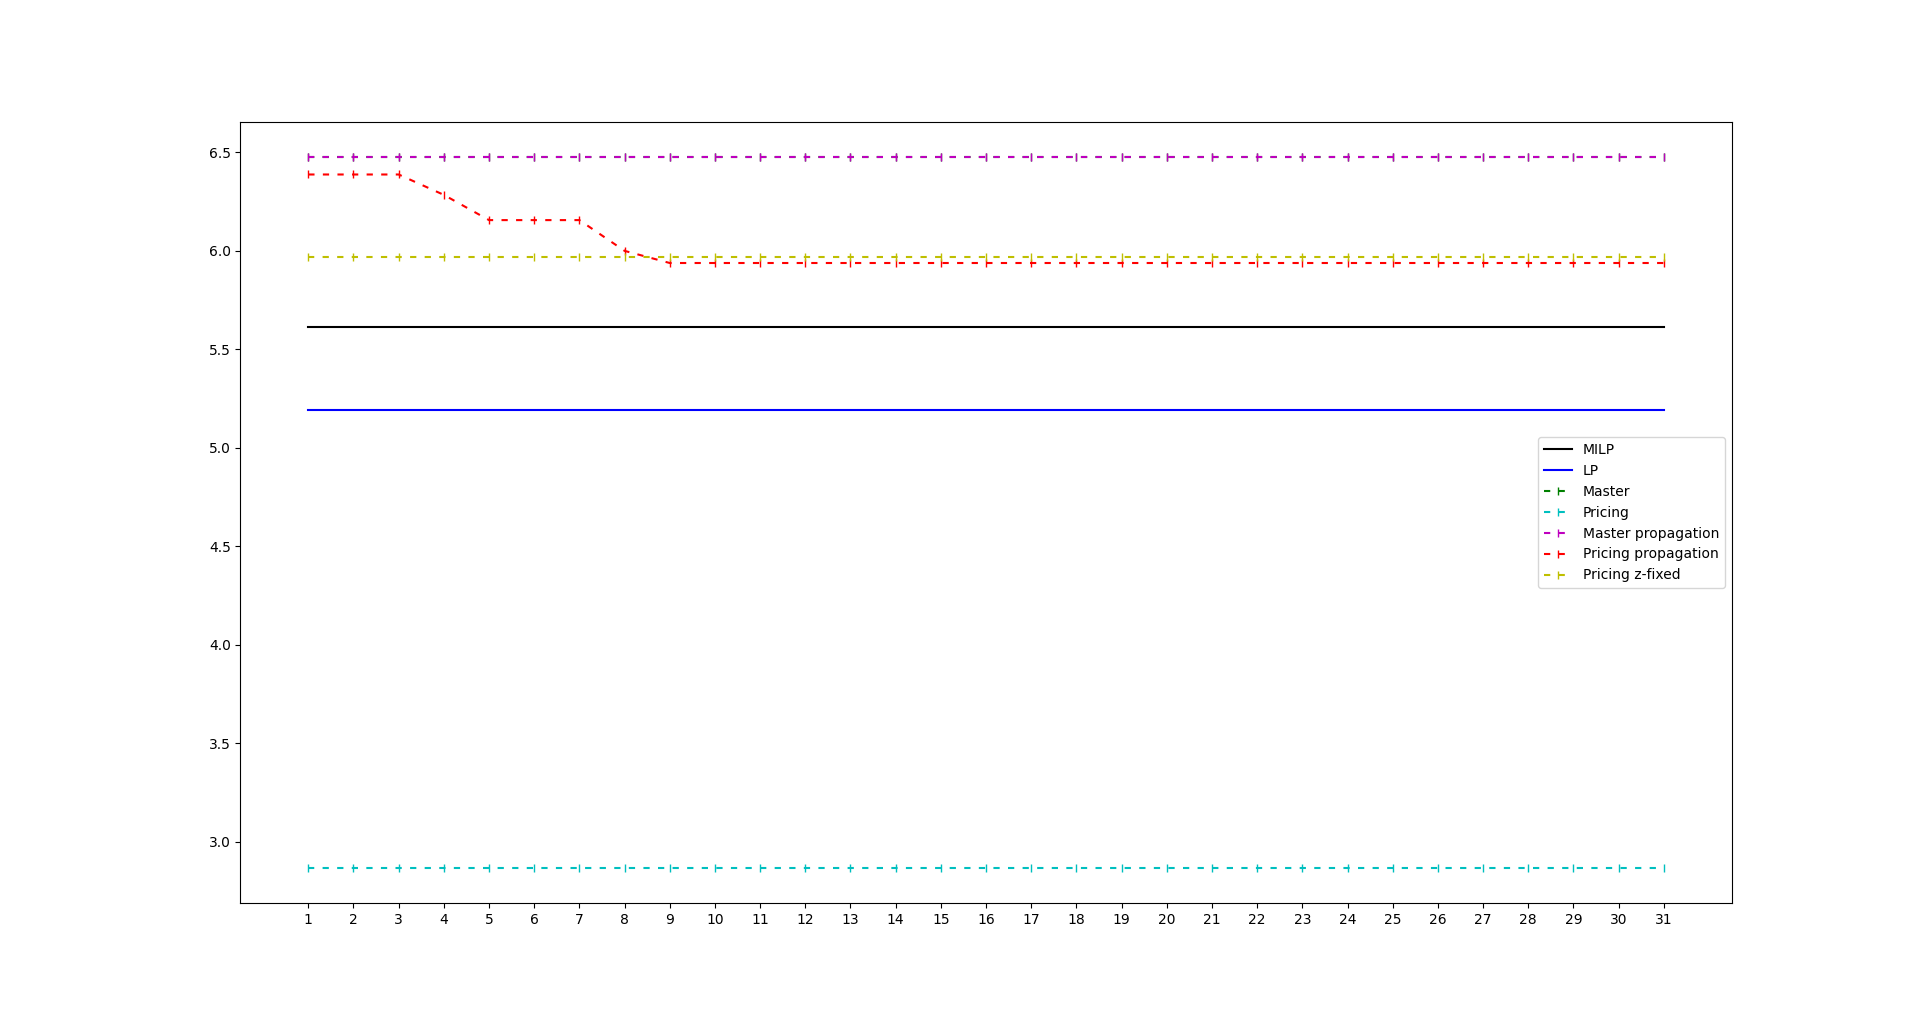 6.5
6.0
5.5
5.0
4.5
4.0
3.5
3.0
MILP
LP
Master
Pricing
Master propagation
Pricing propagation
Pricing z-fixed
1 2 3 4 5 6 7 8 9 10 11 12 13 14 15 16 17 18 19 20 21 22 23 24 25 26 27 28 29 30 31